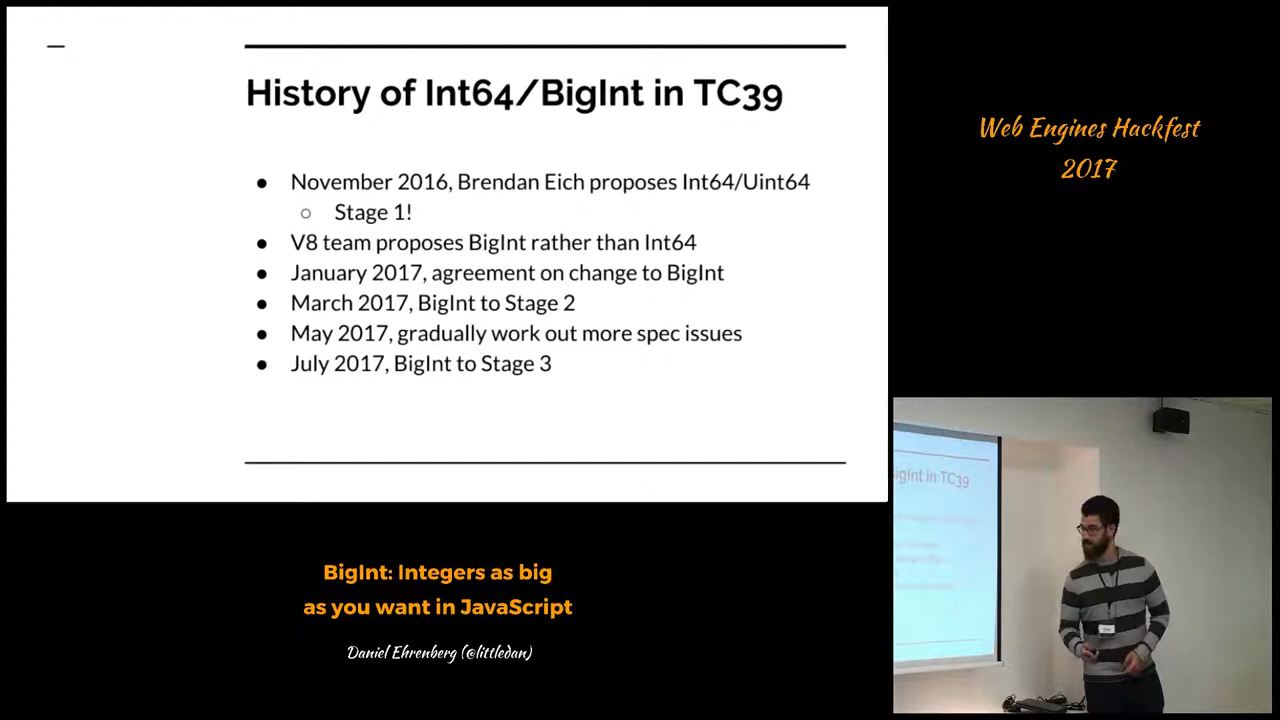 History of Int64/BigInt in TC39
November 2016, Brendan Eich proposes Int64/Uint64
Stage 1!
V8 team proposes BigInt rather than Int64
January 2017, agreement on change to BigInt
March 2017, BigInt to Stage 2
May 2017, gradually work out more spec issues
July 2017, BigInt to Stage 3
Web Engines Hackfest
2017
BigInt: Integers as big
as you want in JavaScript
Daniel Ehrenberg (@littledan)
BigInt in TC39